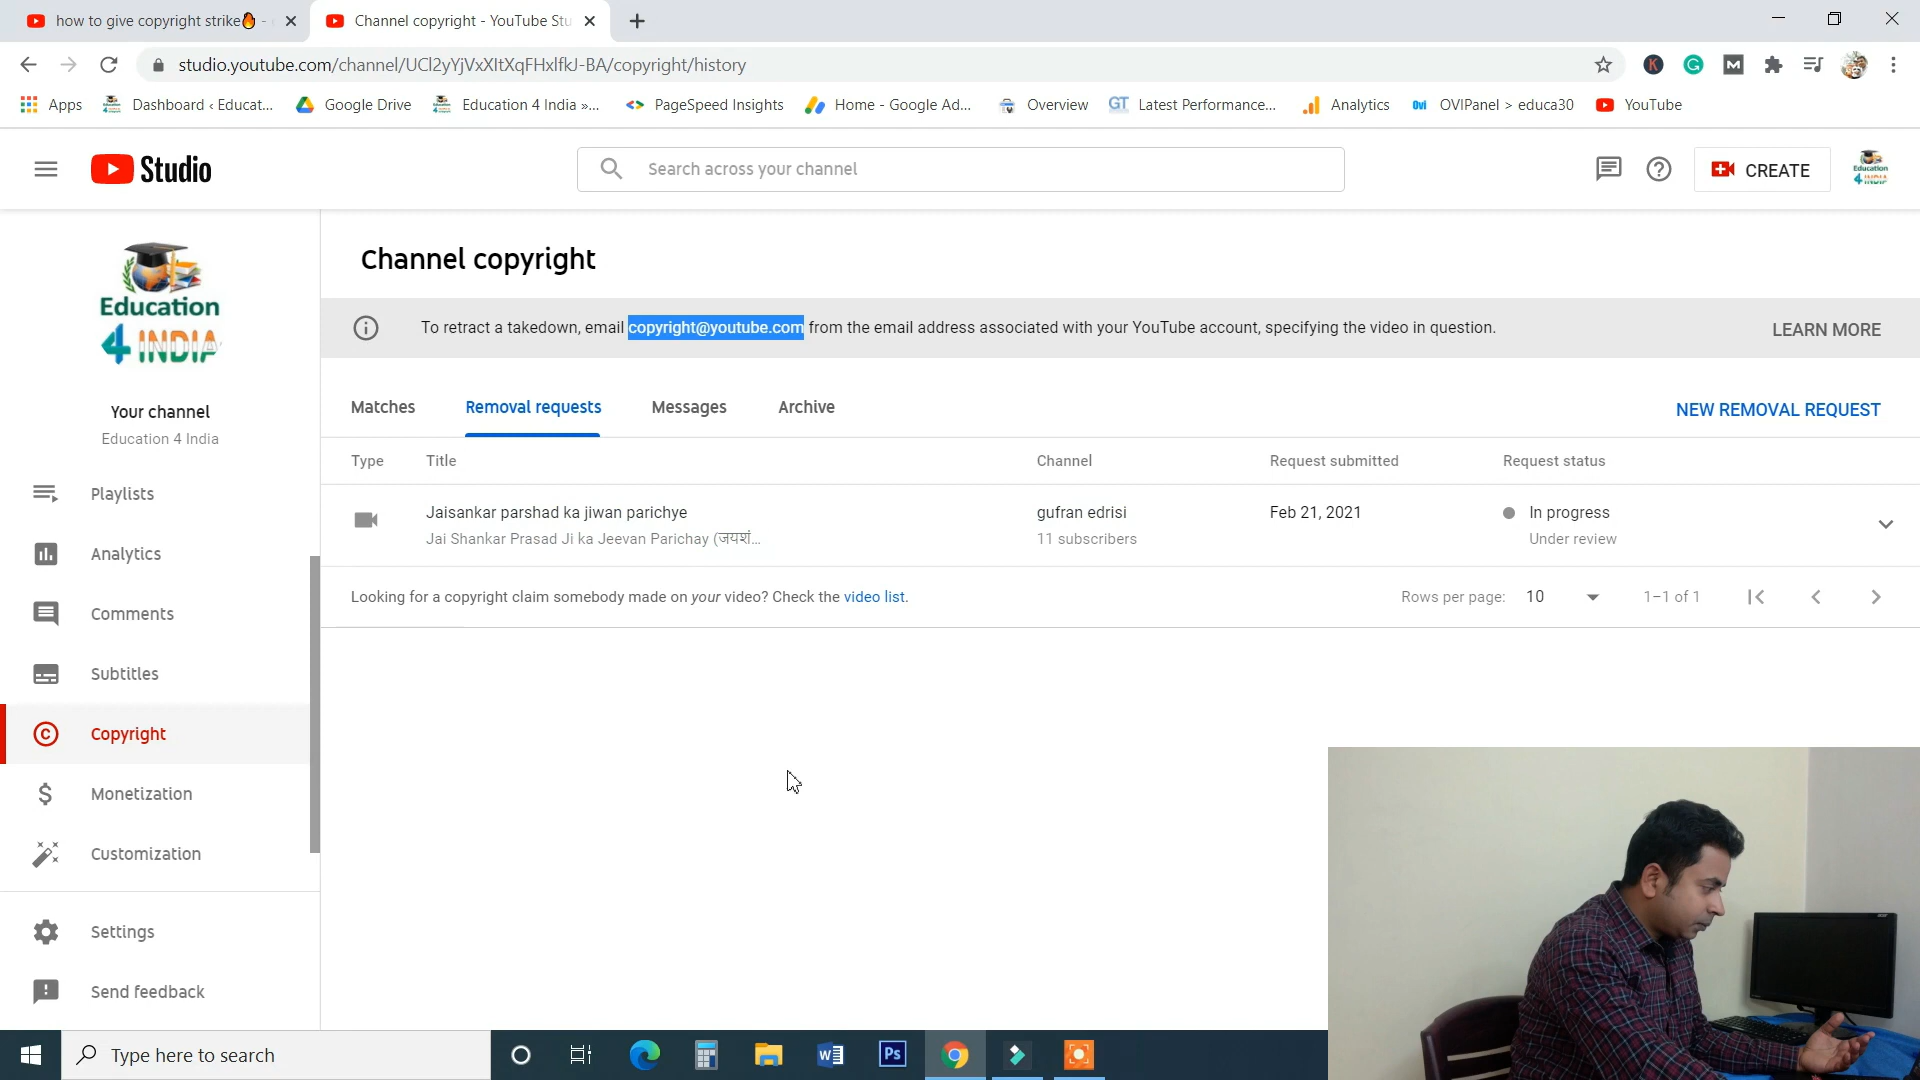 how to give copyright strike🔥 -
Channel copyright - YouTube Stu
studio.youtube.com/channel/UCl2yYjVxXItXqFHxlfkJ-BA/copyright/history
Apps
Dashboard ‹ Educat...
Google Drive
Education 4 India »...
PageSpeed Insights
Home - Google Ad...
Overview
GT Latest Performance...
Analytics
OVI OVIPanel > educa30
YouTube
Studio
Search across your channel
CREATE
Education
4 INDIA
Education
4 INDIA
Your channel
Education 4 India
Playlists
Analytics
Comments
Subtitles
Copyright
Monetization
Customization
Settings
Send feedback
Channel copyright
To retract a takedown, email copyright@youtube.com from the email address associated with your YouTube account, specifying the video in question.
LEARN MORE
Matches
Removal requests
Messages
Archive
NEW REMOVAL REQUEST
Type Title Channel Request submitted Request status
Jaisankar parshad ka jiwan parichye gufran edrisi Feb 21, 2021 In progress
Jai Shankar Prasad Ji ka Jeevan Parichay (जयशं... 11 subscribers Under review
Looking for a copyright claim somebody made on your video? Check the video list.
Rows per page: 10 1–1 of 1
Type here to search
Ps